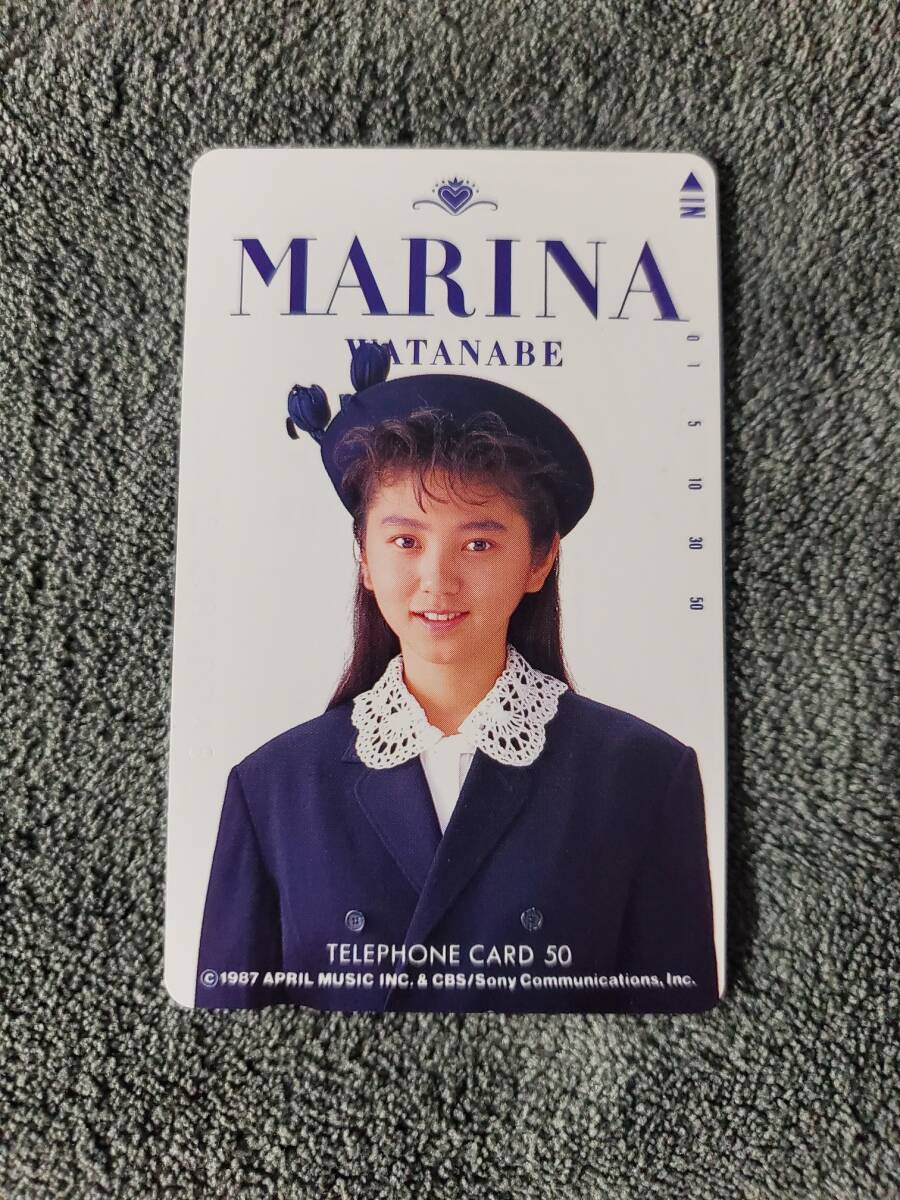 ◀IN
MARINA
WATANABE
0
1
5
10
30
50
TELEPHONE CARD 50
©1987 APRIL MUSIC INC. & CBS/Sony Communications, Inc.